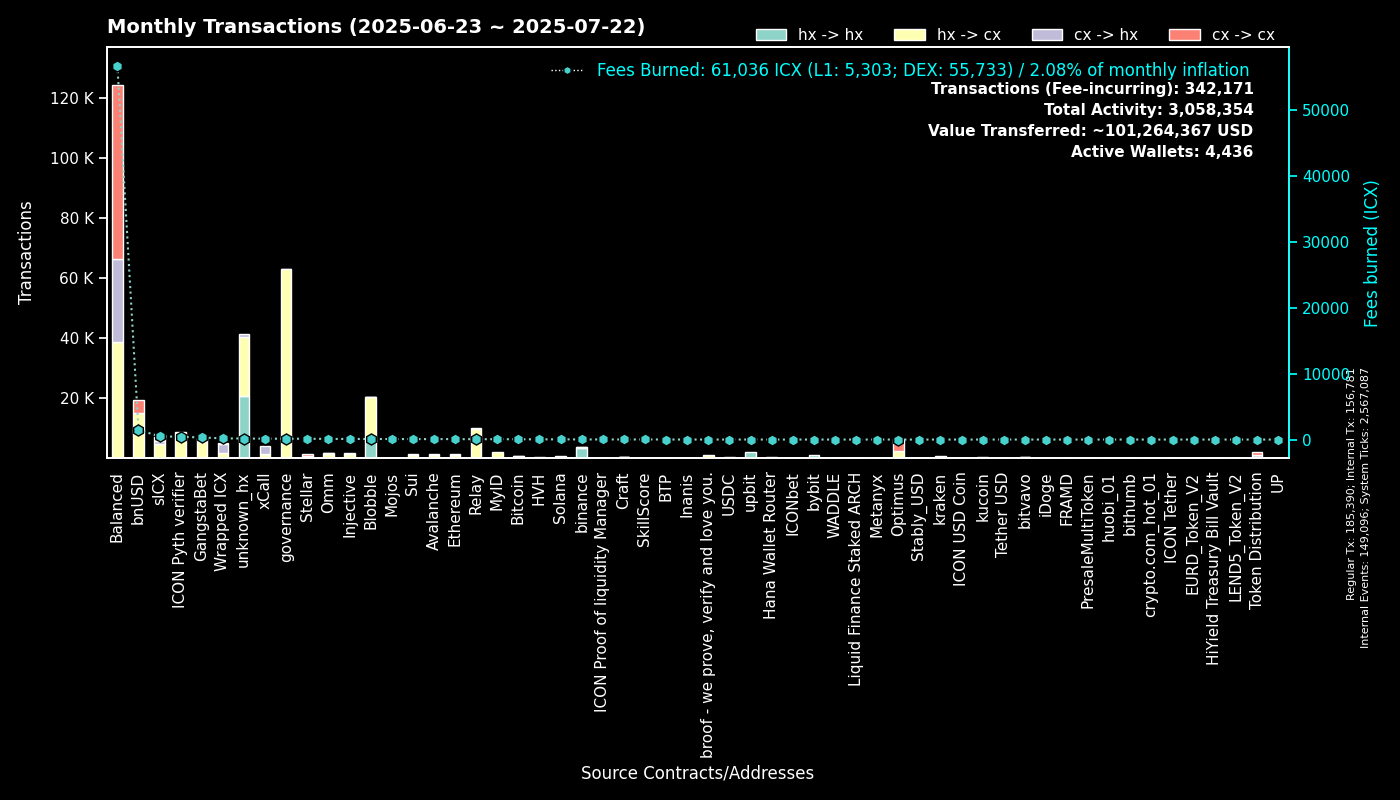 Monthly Transactions (2025-06-23 ~ 2025-07-22)
hx -> hx
hx -> cx
cx -> hx
cx -> cx
Fees Burned: 61,036 ICX (L1: 5,303; DEX: 55,733) / 2.08% of monthly inflation
Transactions (Fee-incurring): 342,171
Total Activity: 3,058,354
Value Transferred: ~101,264,367 USD
Active Wallets: 4,436
Transactions
120 K
100 K
80 K
60 K
40 K
20 K
50000
40000
30000
20000
10000
0
Fees burned (ICX)
Regular Tx: 185,390; Internal Tx: 156,781
Internal Events: 149,096; System Ticks: 2,567,087
Balanced
bnUSD
sICX
ICON Pyth verifier
GangstaBet
Wrapped ICX
unknown_hx
xCall
governance
Stellar
Omm
Injective
Blobble
Mojos
Sui
Avalanche
Ethereum
Relay
MyID
Bitcoin
HVH
Solana
binance
ICON Proof of liquidity Manager
Craft
SkillScore
BTP
Inanis
broof - we prove, verify and love you.
USDC
upbit
Hana Wallet Router
ICONbet
bybit
WADDLE
Liquid Finance Staked ARCH
Metanyx
Optimus
Stably_USD
kraken
ICON USD Coin
kucoin
Tether USD
bitvavo
iDoge
FRAMD
PresaleMultiToken
huobi_01
bithumb
crypto.com_hot_01
ICON Tether
EURD_Token_V2
HiYield Treasury Bill Vault
LEND5_Token_V2
Token Distribution
UP
Source Contracts/Addresses